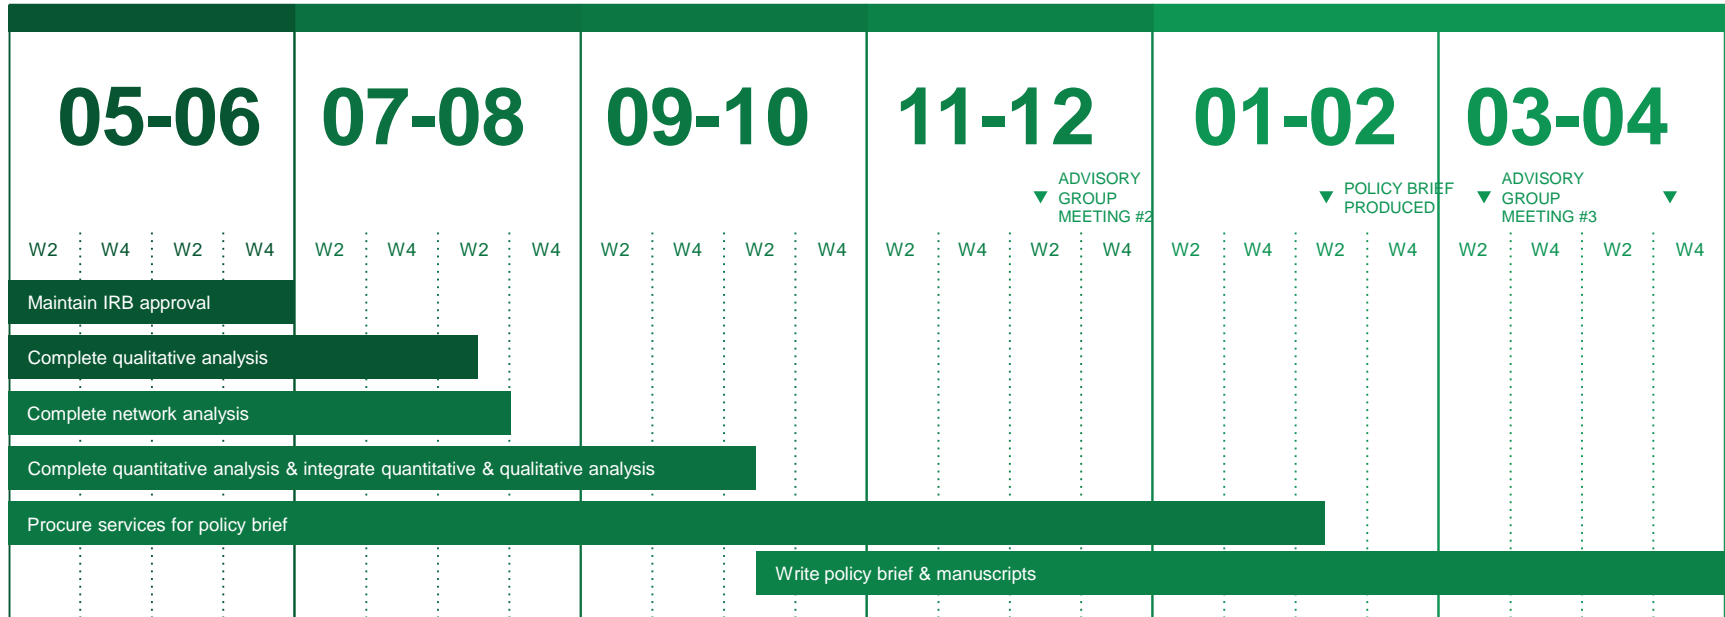 05-06 07-08 09-10 11-12 01-02 03-04
ADVISORY
GROUP
MEETING #2
POLICY BRIEF
PRODUCED
ADVISORY
GROUP
MEETING #3
W2 W4 W2 W4 W2 W4 W2 W4 W2 W4 W2 W4 W2 W4 W2 W4 W2 W4 W2 W4 W2 W4 W2 W4
Maintain IRB approval
Complete qualitative analysis
Complete network analysis
Complete quantitative analysis & integrate quantitative & qualitative analysis
Procure services for policy brief
Write policy brief & manuscripts